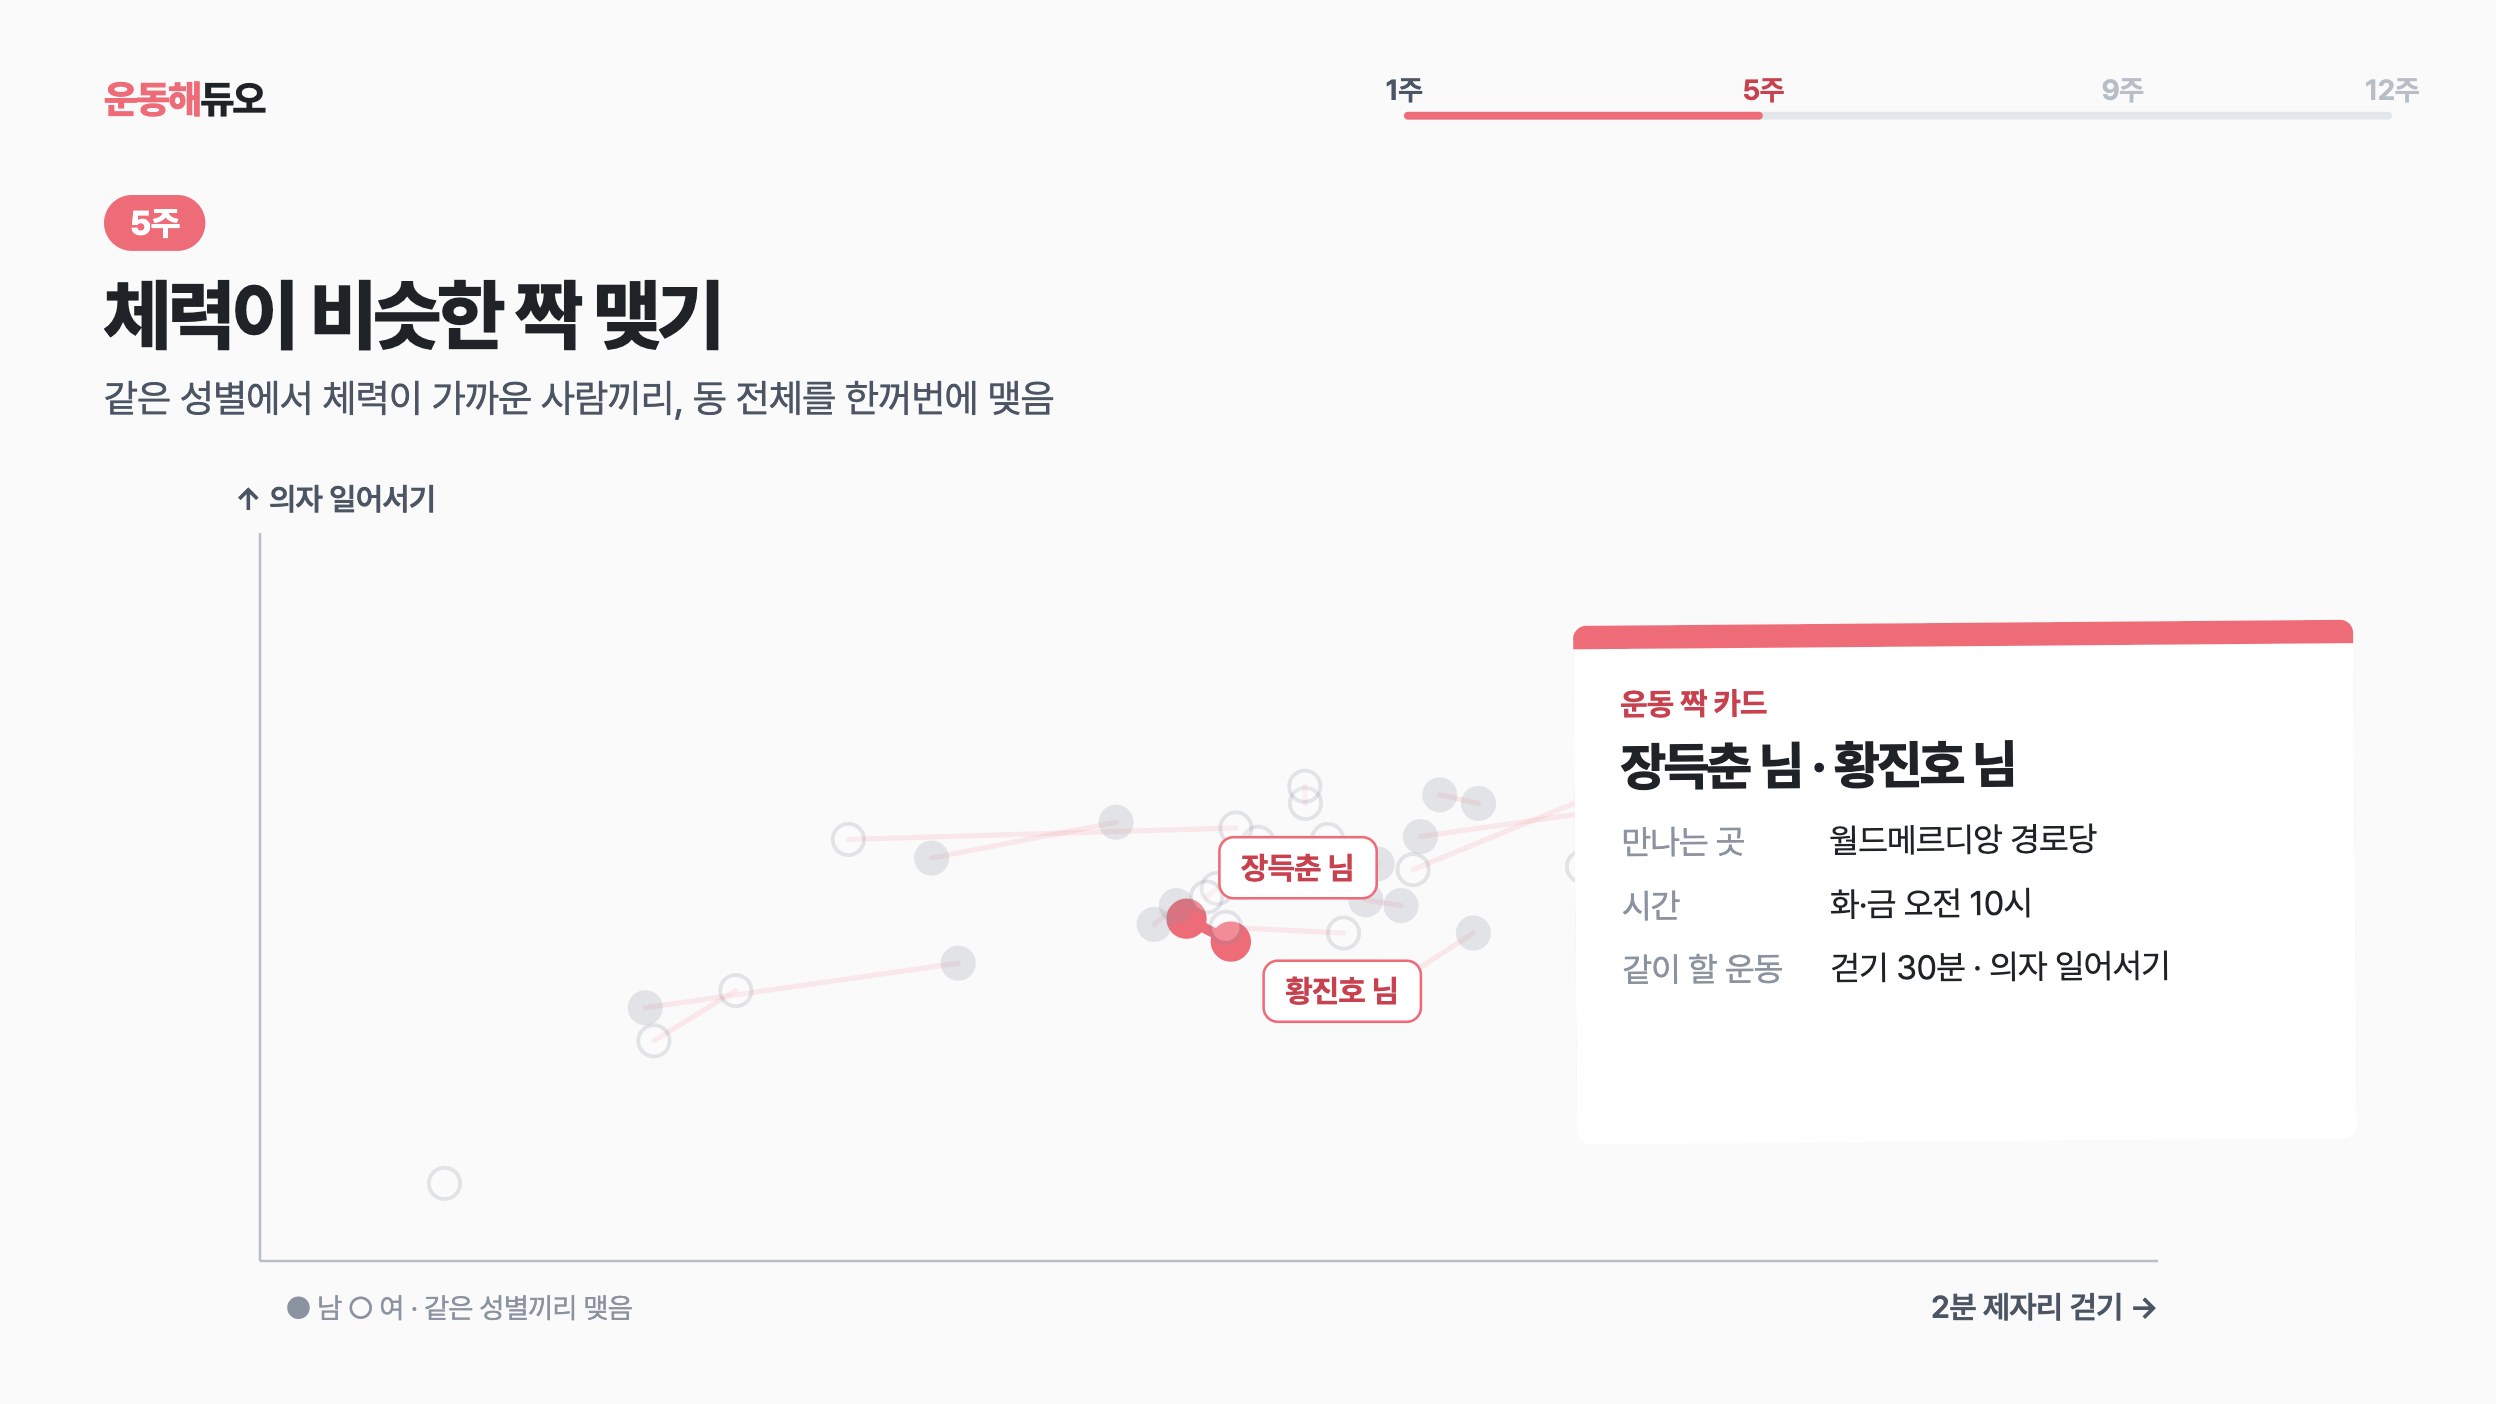 운동해듀오
1주 5주 9주 12주
5주
체력이 비슷한 짝 맺기
같은 성별에서 체력이 가까운 사람끼리, 동 전체를 한꺼번에 맺음
↑ 의자 일어서기
운동 짝 카드
장득춘 님 · 황진호 님
만나는 곳 월드메르디앙 경로당
시간 화·금 오전 10시
같이 할 운동 걷기 30분 · 의자 일어서기
장득춘 님
황진호 님
남 여 · 같은 성별끼리 맺음
2분 제자리 걷기 →